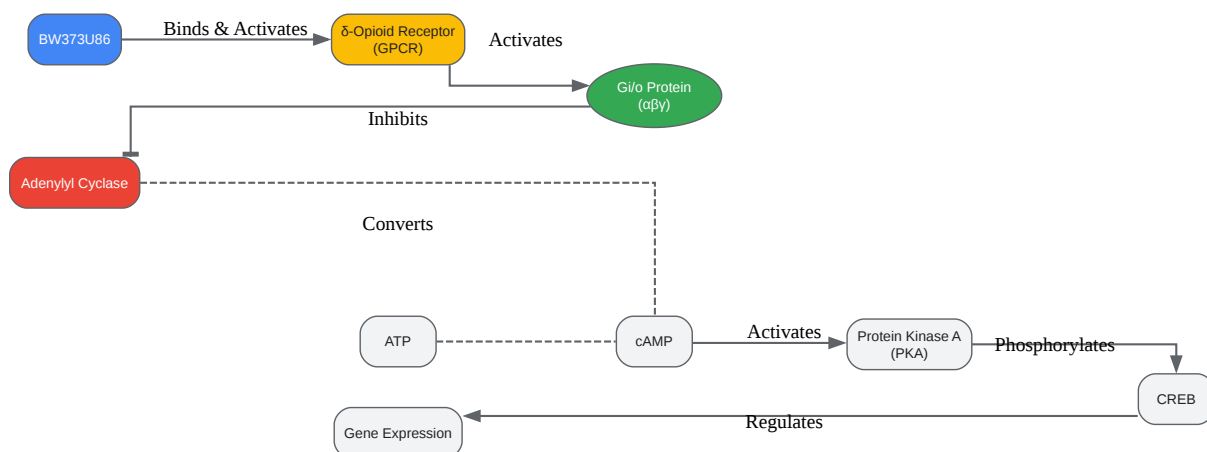 BW373U86
Binds & Activates
δ-Opioid Receptor
(GPCR)
Activates
Gi/o Protein
(αβγ)
Inhibits
Adenylyl Cyclase
Converts
ATP
cAMP
Activates
Protein Kinase A
(PKA)
Phosphorylates
CREB
Regulates
Gene Expression